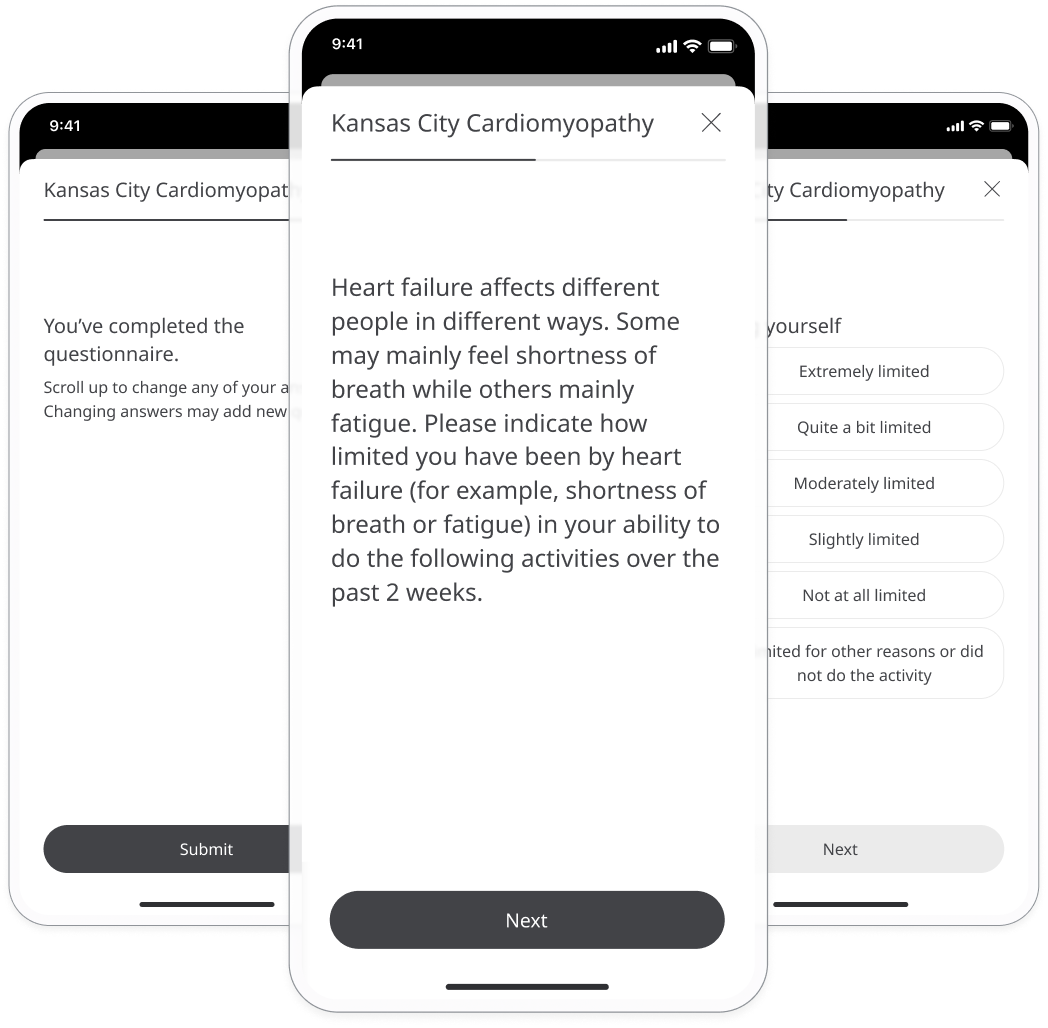 9:41
Kansas City Cardiomyopat
You’ve completed the
questionnaire.
Scroll up to change any of your
Changing answers may add new
Submit
9:41
Kansas City Cardiomyopathy
Heart failure affects different
people in different ways. Some
may mainly feel shortness of
breath while others mainly
fatigue. Please indicate how
limited you have been by heart
failure (for example, shortness of
breath or fatigue) in your ability to
do the following activities over the
past 2 weeks.
Next
ty Cardiomyopathy
yourself
Extremely limited
Quite a bit limited
Moderately limited
Slightly limited
Not at all limited
mited for other reasons or did
not do the activity
Next